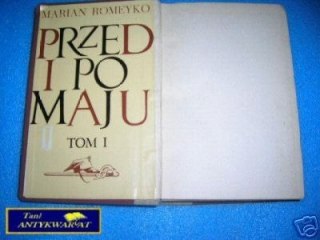 MARIAN ROMEYKO
PRZED
I PO
MAJU
TOM I
Tani
ANTYKWARIAT